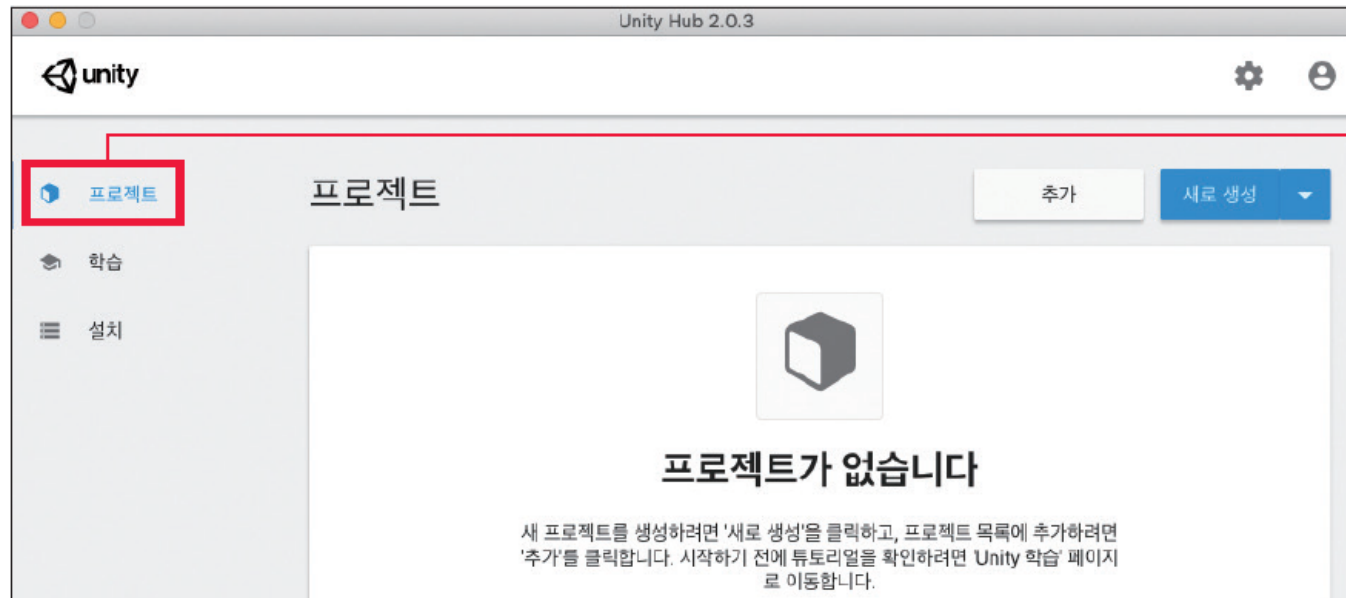 Unity Hub 2.0.3
unity
프로젝트
학습
설치
프로젝트
추가
새로 생성
프로젝트가 없습니다
새 프로젝트를 생성하려면 '새로 생성'을 클릭하고, 프로젝트 목록에 추가하려면
'추가'를 클릭합니다. 시작하기 전에 튜토리얼을 확인하려면 'Unity 학습' 페이지
로 이동합니다.